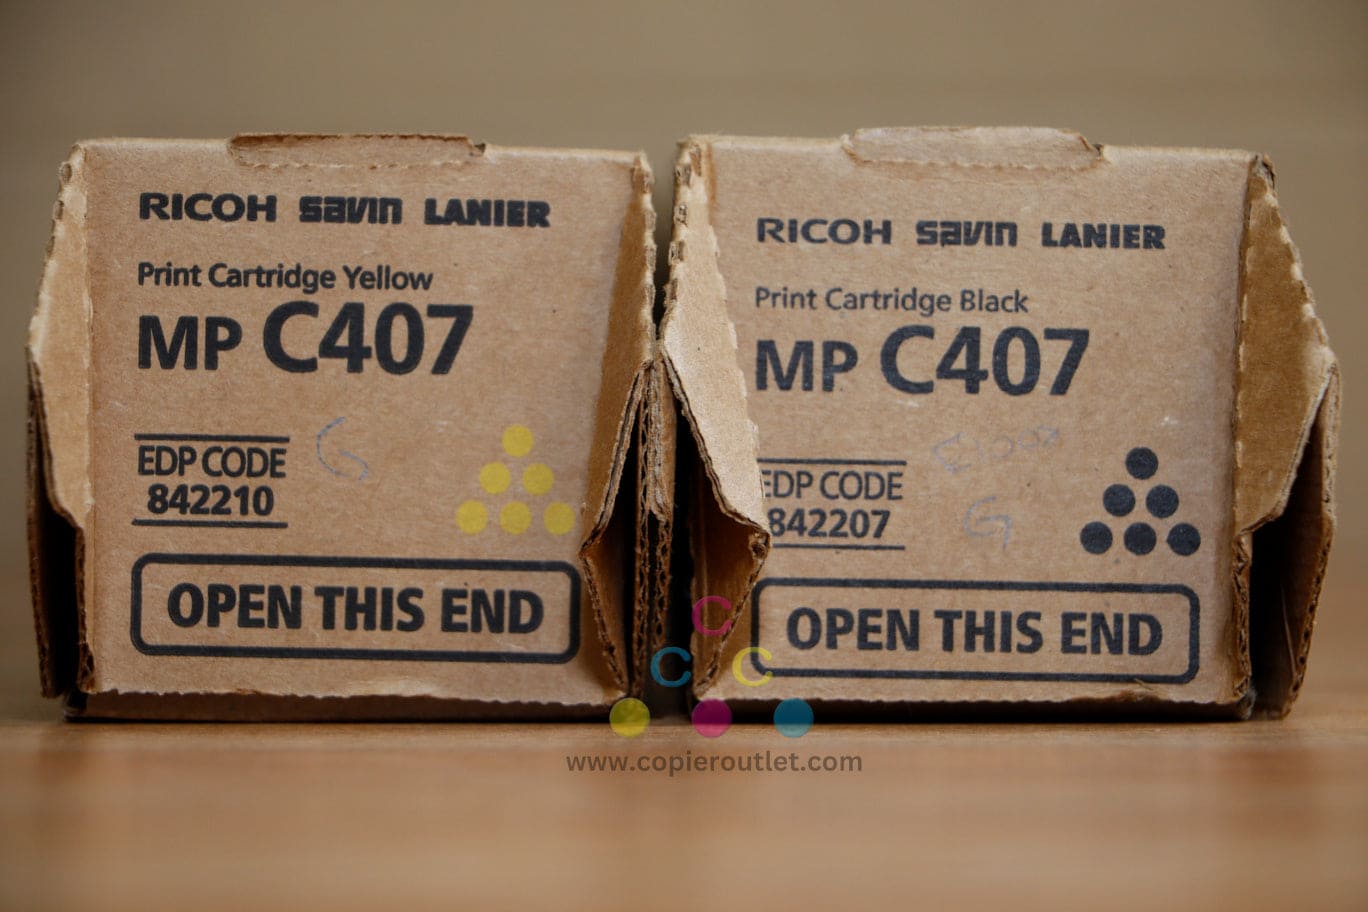 RICOH savin LANIER
Print Cartridge Yellow
MP C407
EDP CODE
842210
G
OPEN THIS END
RICOH savin LANIER
Print Cartridge Black
MP C407
EDP CODE
842207
G
OPEN THIS END
C
C C
www.copieroutlet.com